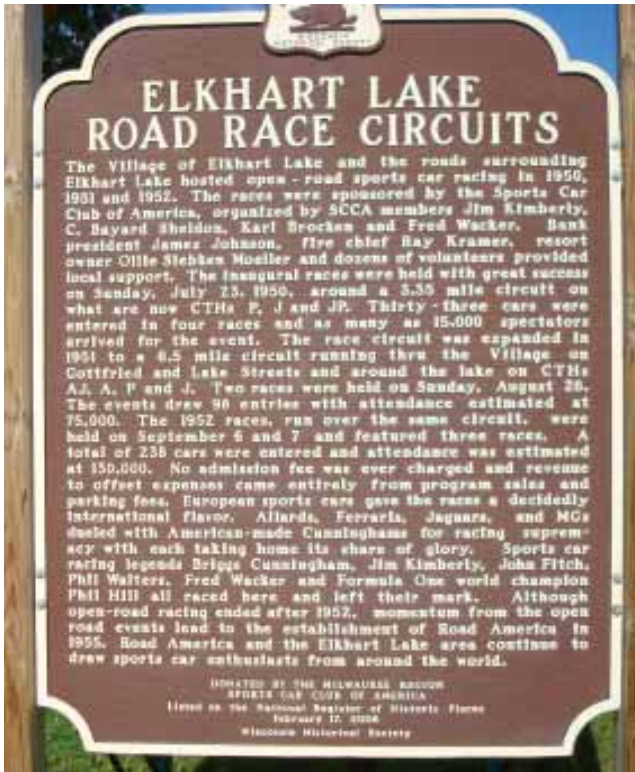 WISCONSIN
HISTORICAL SOCIETY
ELKHART LAKE
ROAD RACE CIRCUITS
The Village of Elkhart Lake and the roads surrounding
Elkhart Lake hosted open-road sports car racing in 1950,
1951 and 1952. The races were sponsored by the Sports Car
Club of America, organized by SCCA members Jim Kimberly,
C. Bayard Sheldon, Karl Brocken and Fred Wacker. Bank
president James Johnson, fire chief Ray Kramer, resort
owner Ollie Siebken Moeller and dozens of volunteers provided
local support. The inaugural races were held with great success
on Sunday, July 23, 1950, around a 3.35 mile circuit on
what are now CTHs P, J and JP. Thirty-three cars were
entered in four races and as many as 15,000 spectators
arrived for the event. The race circuit was expanded in
1951 to a 6.5 mile circuit running thru the Village on
Gottfried and Lake Streets and around the lake on CTHs
AJ, A, P and J. Two races were held on Sunday, August 26.
The events drew 98 entries with attendance estimated at
75,000. The 1952 races, run over the same circuit, were
held on September 6 and 7 and featured three races. A
total of 238 cars were entered and attendance was estimated
at 130,000. No admission fee was ever charged and revenue
to offset expenses came entirely from program sales and
parking fees. European sports cars gave the races a decidedly
international flavor. Allards, Ferraris, Jaguars, and MGs
dueled with American-made Cunninghams for racing suprem-
acy with each taking home its share of glory. Sports car
racing legends Briggs Cunningham, Jim Kimberly, John Fitch,
Phil Walters, Fred Wacker and Formula One world champion
Phil Hill all raced here and left their mark. Although
open-road racing ended after 1952, momentum from the open
road events lead to the establishment of Road America in
1955. Road America and the Elkhart Lake area continue to
draw sports car enthusiasts from around the world.
DONATED BY THE MILWAUKEE REGION
SPORTS CAR CLUB OF AMERICA
Listed on the National Register of Historic Places
February 17, 2006
Wisconsin Historical Society